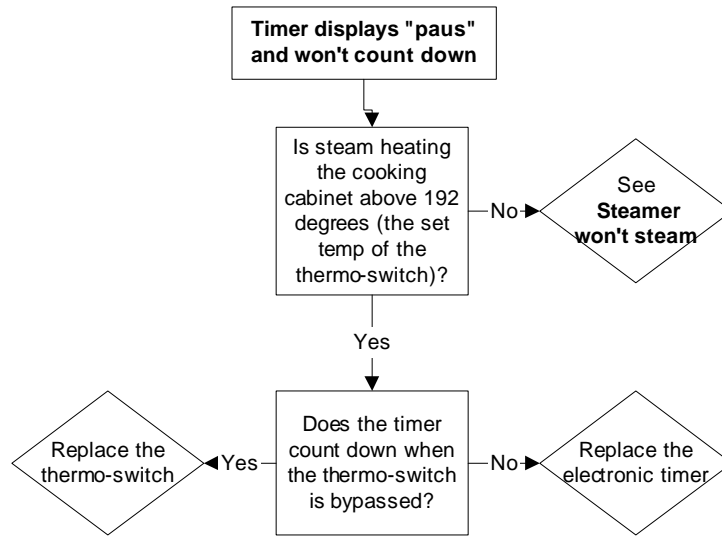 Timer displays "paus"
and won't count down
Is steam heating
the cooking
cabinet above 192
degrees (the set
temp of the
thermo-switch)?
No
See
Steamer
won't steam
Yes
Does the timer
count down when
the thermo-switch
is bypassed?
Yes
Replace the
thermo-switch
No
Replace the
electronic timer